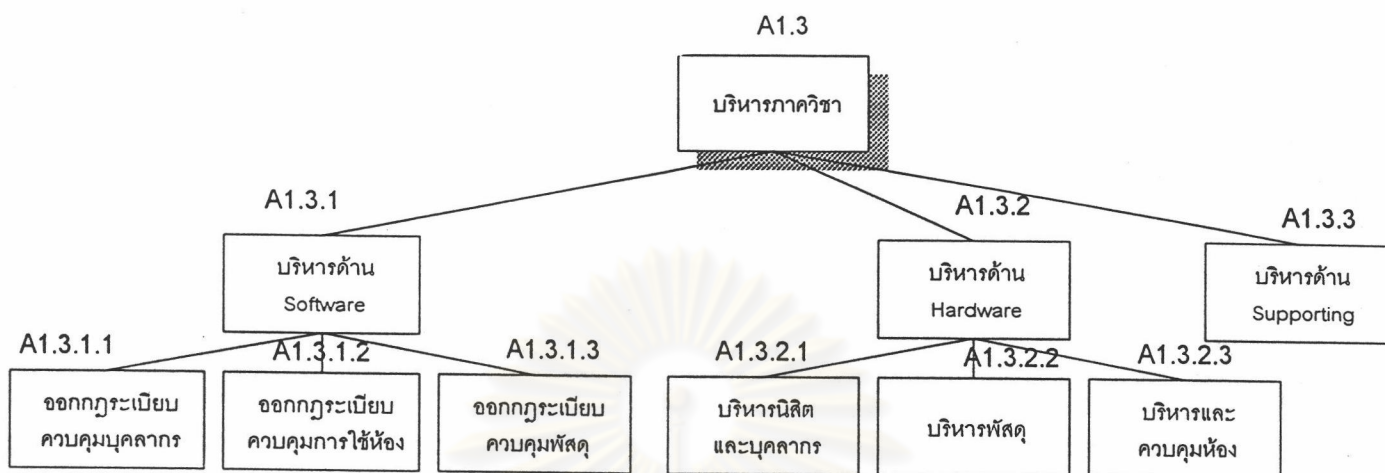 A1.3
บริหารภาควิชา
A1.3.1
A1.3.2
A1.3.3
บริหารด้าน
Software
บริหารด้าน
Hardware
บริหารด้าน
Supporting
A1.3.1.1
A1.3.1.2
A1.3.1.3
A1.3.2.1
A1.3.2.2
A1.3.2.3
ออกกฎระเบียบ
ควบคุมบุคลากร
ออกกฎระเบียบ
ควบคุมการใช้ห้อง
ออกกฎระเบียบ
ควบคุมพัสดุ
บริหารนิสิต
และบุคลากร
บริหารพัสดุ
บริหารและ
ควบคุมห้อง